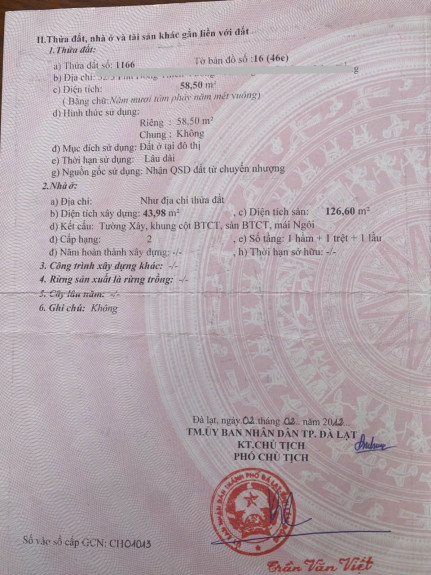 II.Thửa đất, nhà ở và tài sản khác gắn liền với đất
1.Thửa đất:
a) Thửa đất số: 1166 Tờ bản đồ số :16 (46c)
b) Địa chỉ: g
c) Diện tích: 58,50 m²
( Bằng chữ:Năm mươi tám phảy năm mét vuông)
d) Hình thức sử dụng:
Riêng : 58,50 m²
Chung : Không
đ) Mục đích sử dụng: Đất ở tại đô thị
e) Thời hạn sử dụng: Lâu dài
g) Nguồn gốc sử dụng: Nhận QSD đất từ chuyển nhượng
2.Nhà ở:
a) Địa chỉ: Như địa chỉ thửa đất
b) Diện tích xây dựng: 43,98 m² , c) Diện tích sàn: 126,60 m²
d) Kết cấu: Tường Xây, khung cột BTCT, sàn BTCT, mái Ngói
đ) Cấp hạng: 2 , e) Số tầng: 1 hầm + 1 trệt + 1 lầu
đ) Năm hoàn thành xây dựng: -/- , h) Thời hạn sở hữu: -/-
3. Công trình xây dựng khác: -/-
4. Rừng sản xuất là rừng trồng: -/-
5. Cây lâu năm: -/-
6. Ghi chú: Không
Đà lạt, ngày 02 tháng 02 năm
TM.ỦY BAN NHÂN DÂN TP. ĐÀ LẠT
KT.CHỦ TỊCH
PHÓ CHỦ TỊCH
Số vào sổ cấp GCN: CH01013
Trần Văn Việt